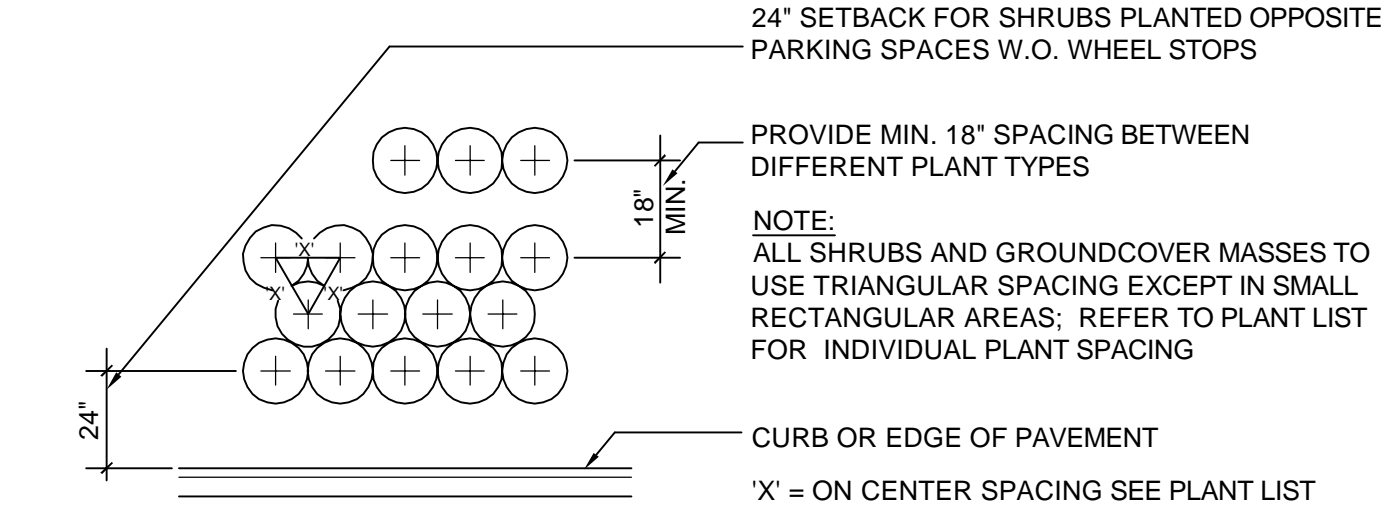 24" SETBACK FOR SHRUBS PLANTED OPPOSITE
PARKING SPACES W.O. WHEEL STOPS
PROVIDE MIN. 18" SPACING BETWEEN
DIFFERENT PLANT TYPES
18"
MIN.
NOTE:
ALL SHRUBS AND GROUNDCOVER MASSES TO
USE TRIANGULAR SPACING EXCEPT IN SMALL
RECTANGULAR AREAS; REFER TO PLANT LIST
FOR INDIVIDUAL PLANT SPACING
'X'
'X' 'X'
24"
CURB OR EDGE OF PAVEMENT
'X' = ON CENTER SPACING SEE PLANT LIST